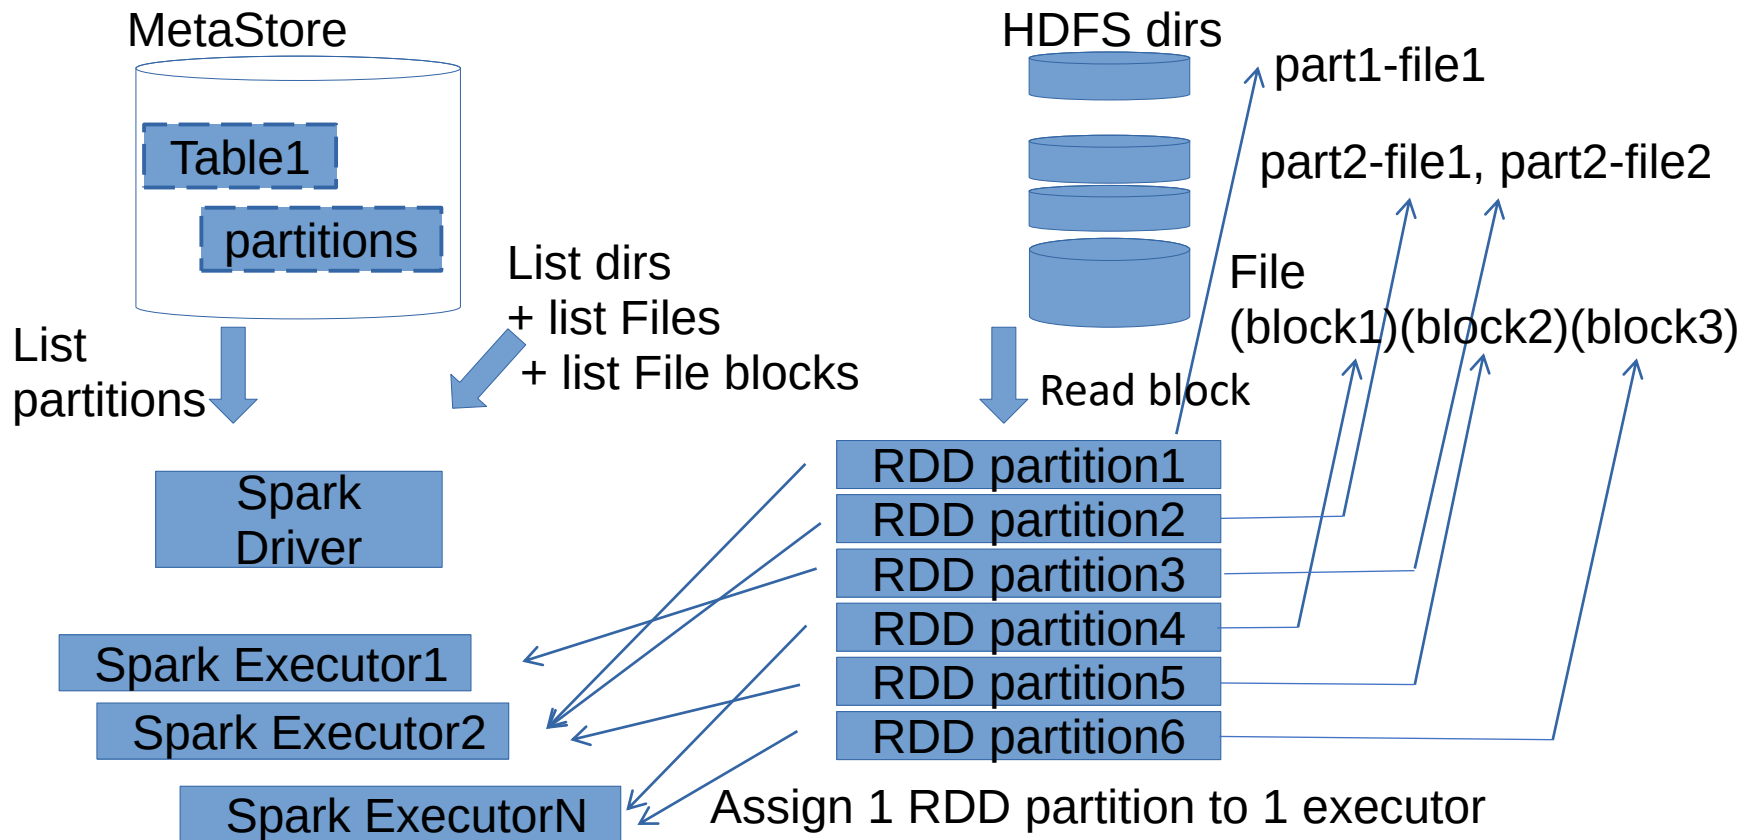 MetaStore
HDFS dirs
part1-file1
Table1
part2-file1, part2-file2
partitions
List dirs
+ list Files
+ list File blocks
File
(block1)(block2)(block3)
List
partitions
Read block
RDD partition1
RDD partition2
RDD partition3
RDD partition4
RDD partition5
RDD partition6
Spark
Driver
Spark Executor1
Spark Executor2
Spark ExecutorN
Assign 1 RDD partition to 1 executor